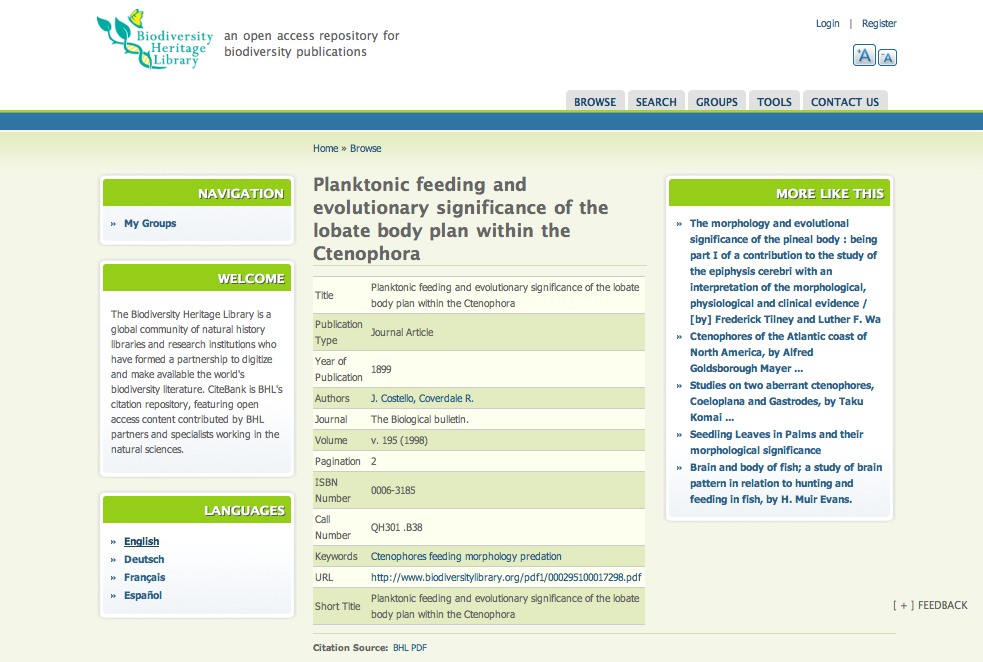 Biodiversity
Heritage
Library
an open access repository for
biodiversity publications
Login | Register
+A -A
BROWSE SEARCH GROUPS TOOLS CONTACT US
Home » Browse
NAVIGATION
» My Groups
WELCOME
The Biodiversity Heritage Library is a
global community of natural history
libraries and research institutions who
have formed a partnership to digitize
and make available the world's
biodiversity literature. CiteBank is BHL's
citation repository, featuring open
access content contributed by BHL
partners and specialists working in the
natural sciences.
LANGUAGES
» English
» Deutsch
» Français
» Español
Planktonic feeding and
evolutionary significance of the
lobate body plan within the
Ctenophora
Title Planktonic feeding and evolutionary significance of the lobate
body plan within the Ctenophora
Publication
Type Journal Article
Year of
Publication 1899
Authors J. Costello, Coverdale R.
Journal The Biological bulletin.
Volume v. 195 (1998)
Pagination 2
ISBN
Number 0006-3185
Call
Number QH301 .B38
Keywords Ctenophores feeding morphology predation
URL http://www.biodiversitylibrary.org/pdf1/000295100017298.pdf
Short Title Planktonic feeding and evolutionary significance of the lobate
body plan within the Ctenophora
Citation Source: BHL PDF
MORE LIKE THIS
» The morphology and evolutional
significance of the pineal body : being
part I of a contribution to the study of
the epiphysis cerebri with an
interpretation of the morphological,
physiological and clinical evidence /
[by] Frederick Tilney and Luther F. Wa
» Ctenophores of the Atlantic coast of
North America, by Alfred
Goldsborough Mayer ...
» Studies on two aberrant ctenophores,
Coeloplana and Gastrodes, by Taku
Komai ...
» Seedling Leaves in Palms and their
morphological significance
» Brain and body of fish; a study of brain
pattern in relation to hunting and
feeding in fish, by H. Muir Evans.
[ + ] FEEDBACK